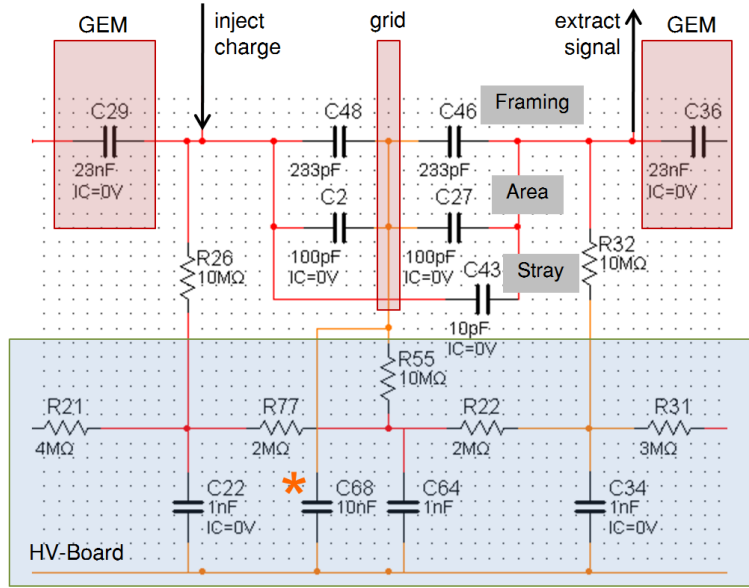 GEM
inject
charge
grid
extract
signal
GEM
C29
23nF
IC=0V
C48
233pF
C46
233pF
Framing
C36
23nF
IC=0V
C2
100pF
IC=0V
C27
100pF
IC=0V
Area
R26
10MΩ
C43
10pF
IC=0V
Stray
R32
10MΩ
R55
10MΩ
R21
4MΩ
R77
2MΩ
R22
2MΩ
R31
3MΩ
C22
1nF
IC=0V
*
C68
10nF
C64
1nF
C34
1nF
IC=0V
HV-Board